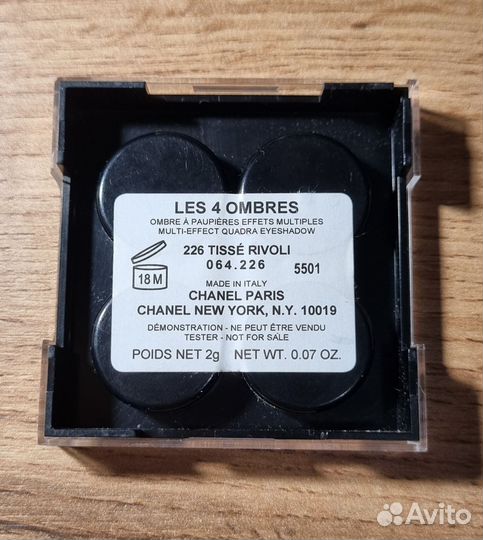 LES 4 OMBRES
OMBRE À PAUPIÈRES EFFETS MULTIPLES
MULTI-EFFECT QUADRA EYESHADOW
226 TISSÉ RIVOLI
064.226
5501
18 M
MADE IN ITALY
CHANEL PARIS
CHANEL NEW YORK, N.Y. 10019
DÉMONSTRATION - NE PEUT ÊTRE VENDU
TESTER - NOT FOR SALE
POIDS NET 2g NET WT. 0.07 OZ.
Avito